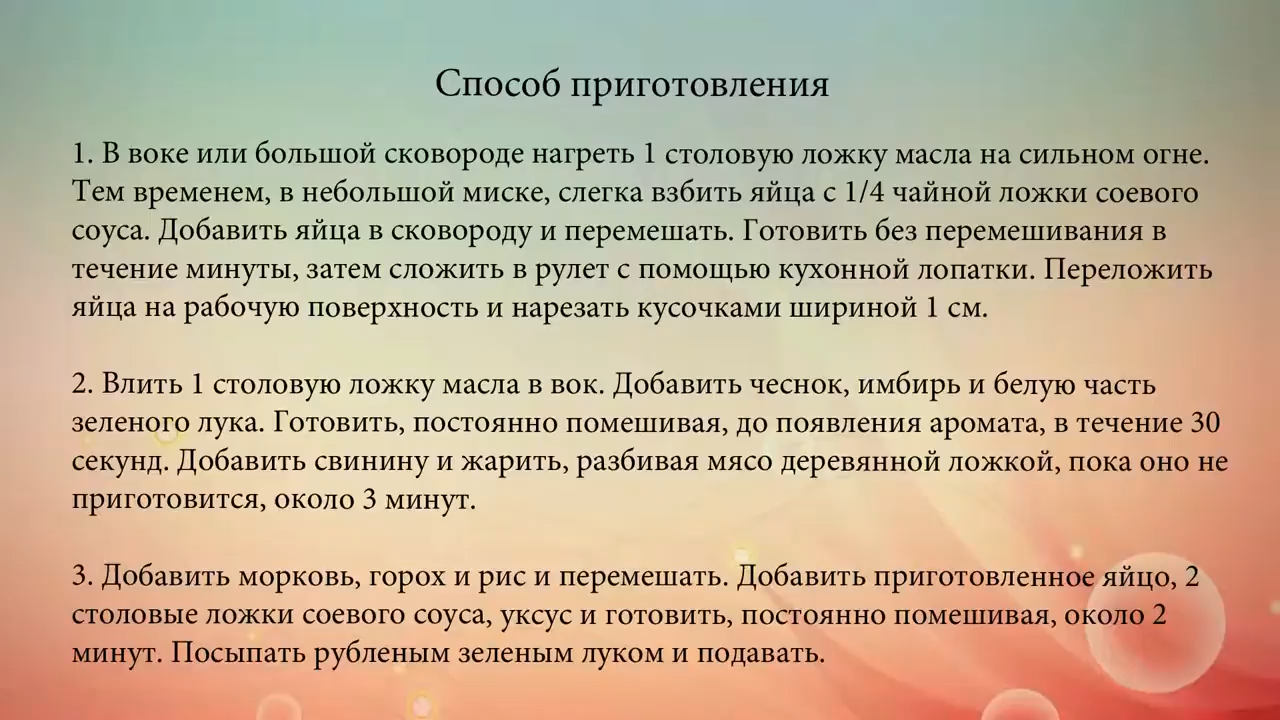 Способ приготовления
1. В воке или большой сковороде нагреть 1 столовую ложку масла на сильном огне.
Тем временем, в небольшой миске, слегка взбить яйца с 1/4 чайной ложки соевого
соуса. Добавить яйца в сковороду и перемешать. Готовить без перемешивания в
течение минуты, затем сложить в рулет с помощью кухонной лопатки. Переложить
яйца на рабочую поверхность и нарезать кусочками шириной 1 см.
2. Влить 1 столовую ложку масла в вок. Добавить чеснок, имбирь и белую часть
зеленого лука. Готовить, постоянно помешивая, до появления аромата, в течение 30
секунд. Добавить свинину и жарить, разбивая мясо деревянной ложкой, пока оно не
приготовится, около 3 минут.
3. Добавить морковь, горох и рис и перемешать. Добавить приготовленное яйцо, 2
столовые ложки соевого соуса, уксус и готовить, постоянно помешивая, около 2
минут. Посыпать рубленым зеленым луком и подавать.